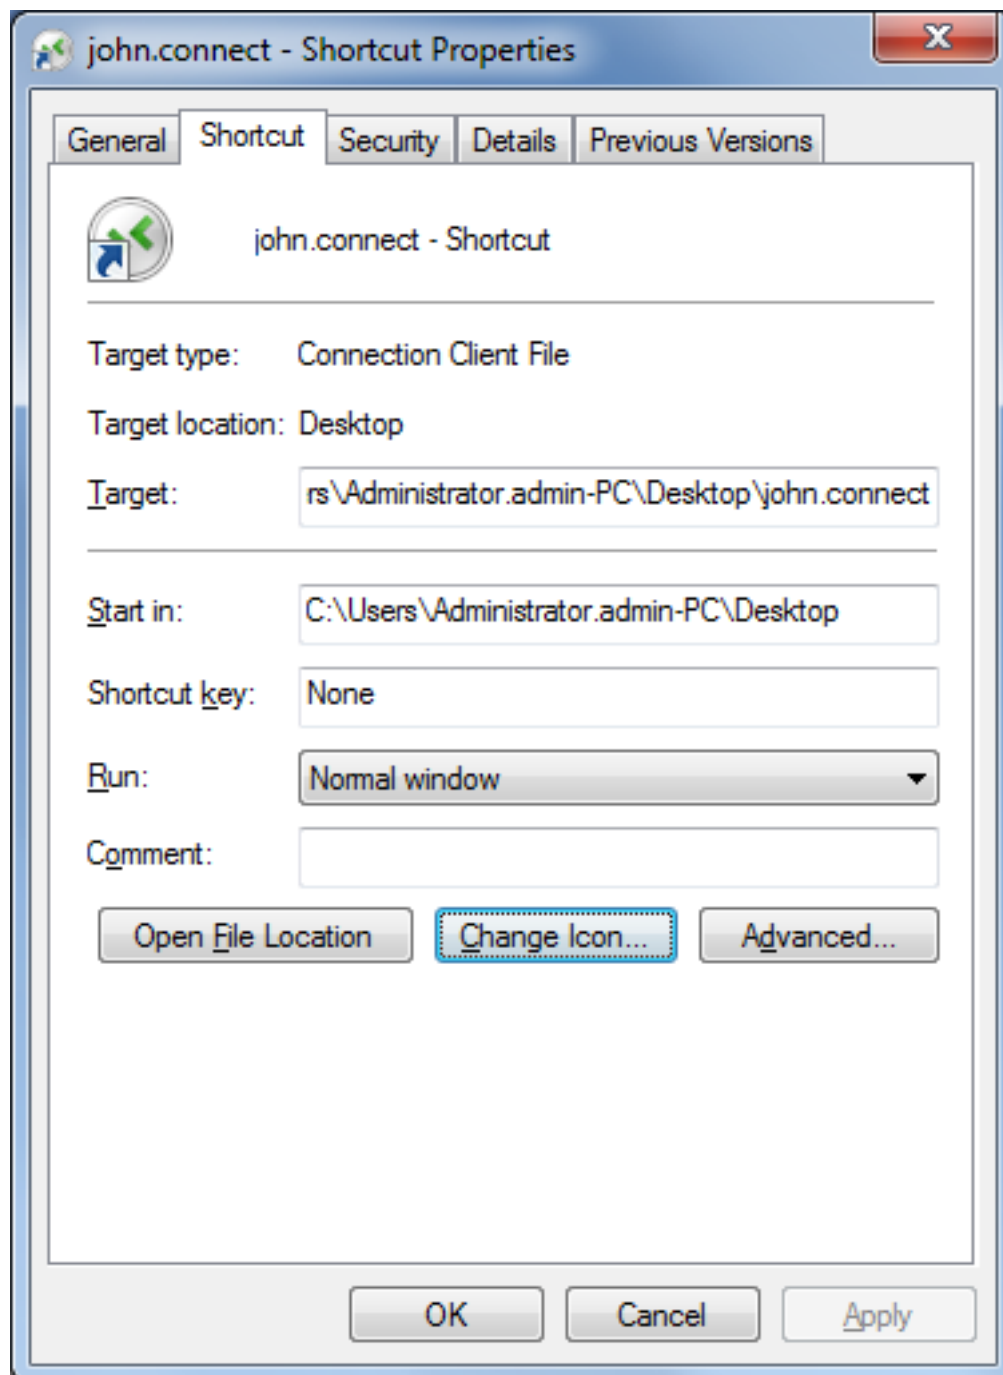 john.connect - Shortcut Properties
General Shortcut Security Details Previous Versions
john.connect - Shortcut
Target type: Connection Client File
Target location: Desktop
Target: rs\Administrator.admin-PC\Desktop\john.connect
Start in: C:\Users\Administrator.admin-PC\Desktop
Shortcut key: None
Run: Normal window
Comment:
Open File Location Change Icon... Advanced...
OK Cancel Apply